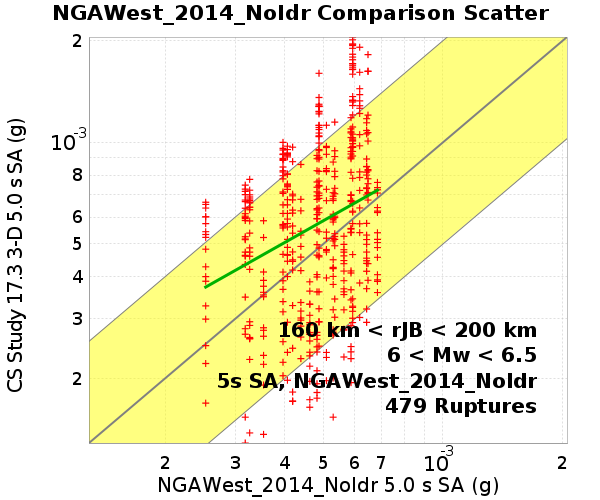 NGAWest_2014_NoIdr Comparison Scatter
CS Study 17.3 3-D 5.0 s SA (g)
2
10-3
8
6
5
4
3
2
160 km < rJB < 200 km
6 < Mw < 6.5
5s SA, NGAWest_2014_NoIdr
479 Ruptures
2 3 4 5 6 7 10-3 2
NGAWest_2014_NoIdr 5.0 s SA (g)